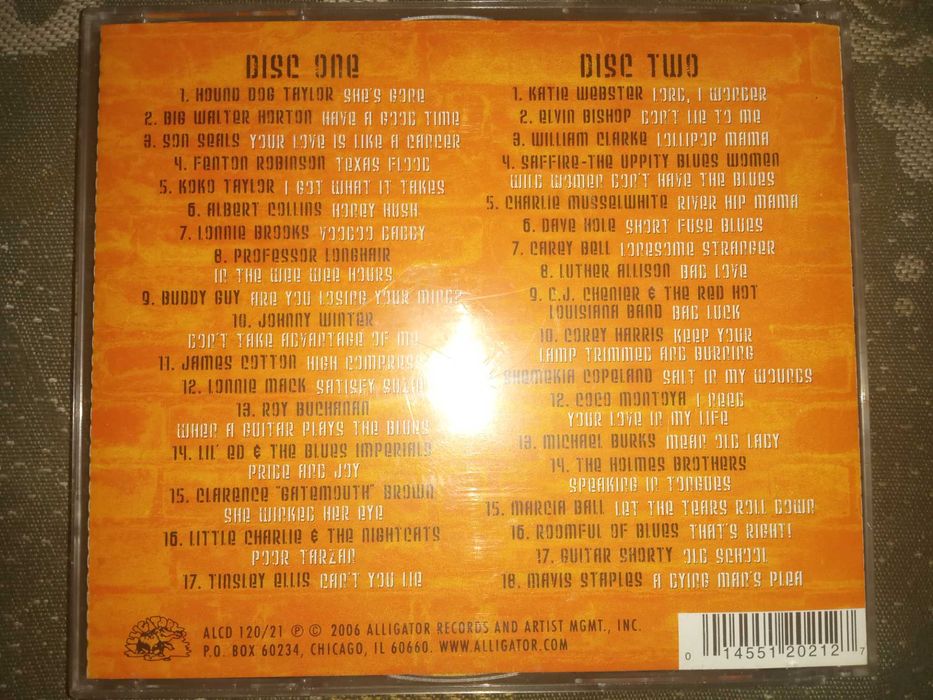 DISC ONE
1. HOUND DOG TAYLOR SHE'S GONE
2. BIG WALTER HORTON HAVE A GOOD TIME
3. SON SEALS YOUR LOVE IS LIKE A CANCER
4. FENTON ROBINSON TEXAS FLOOD
5. KOKO TAYLOR I GOT WHAT IT TAKES
6. ALBERT COLLINS HONEY HUSH
7. LONNIE BROOKS VOODOO DADDY
8. PROFESSOR LONGHAIR
IN THE WEE WEE HOURS
9. BUDDY GUY ARE YOU LOSING YOUR MIND?
10. JOHNNY WINTER
DON'T TAKE ADVANTAGE OF ME
11. JAMES COTTON HIGH
12. LONNIE MACK SATISFY SUZIE
13. ROY BUCHANAN
WHEN A GUITAR PLAYS THE BLUES
14. LIL' ED & THE BLUES IMPERIALS
PRIDE AND JOY
15. CLARENCE "GATEMOUTH" BROWN
SHE WINKED HER EYE
16. LITTLE CHARLIE & THE NIGHTCATS
POOR TARZAN
17. TINSLEY ELLIS CAN'T YOU LIE
DISC TWO
1. KATIE WEBSTER LORD, I WONDER
2. ELVIN BISHOP DON'T LIE TO ME
3. WILLIAM CLARKE LOLLIPOP MAMA
4. SAFFIRE-THE UPPITY BLUES WOMEN
WILD WOMEN DON'T HAVE THE BLUES
5. CHARLIE MUSSELWHITE RIVER HIP MAMA
6. DAVE HOLE SHORT FUSE BLUES
7. CAREY BELL LONESOME STRANGER
8. LUTHER ALLISON BAD LOVE
9. C.J. CHENIER & THE RED HOT
LOUISIANA BAND BAD LUCK
10. COREY HARRIS KEEP YOUR
LAMP TRIMMED AND BURNING
SHEMEKIA COPELAND SALT IN MY WOUNDS
12. COCO MONTOYA I NEED
YOUR LOVE IN MY LIFE
13. MICHAEL BURKS MEAN OLD LADY
14. THE HOLMES BROTHERS
SPEAKING IN TONGUES
15. MARCIA BALL LET THE TEARS ROLL DOWN
16. ROOMFUL OF BLUES THAT'S RIGHT!
17. GUITAR SHORTY OLD SCHOOL
18. MAVIS STAPLES A DYING MAN'S PLEA
ALCD 120/21 ℗ © 2006 ALLIGATOR RECORDS AND ARTIST MGMT., INC.
P.O. BOX 60234, CHICAGO, IL 60660. WWW.ALLIGATOR.COM
0 14551 20212 7